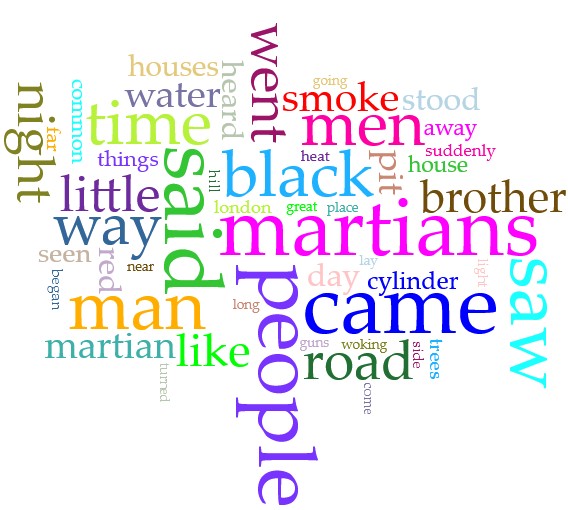 went
houses
heard
going
water
smoke
stood
night
common
time
men
away
far
things
said
heat
pit
suddenly
house
hill
black
little
brother
london
great
place
way
martians
seen
red
near
people
day
lay
light
saw
began
cylinder
man
long
came
martian
like
guns
woking
road
side
trees
turned
come